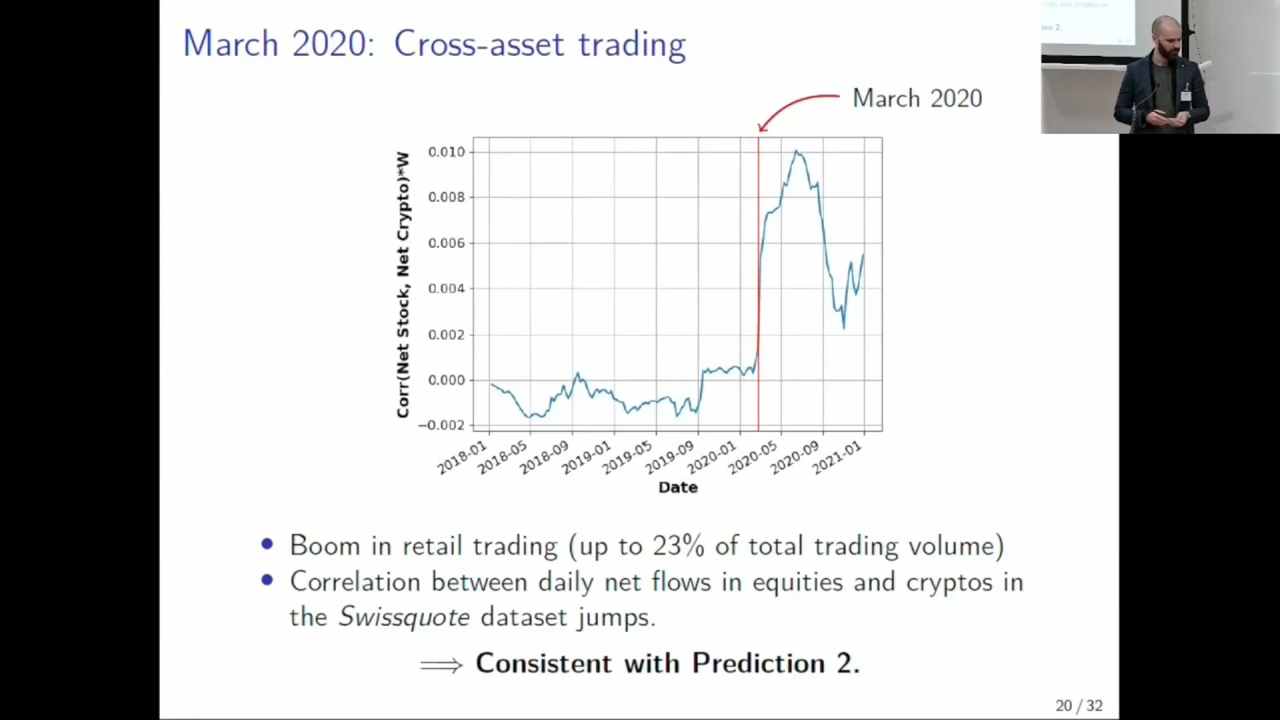 March 2020: Cross-asset trading
March 2020
Corr(Net Stock, Net Crypto)*W
0.010
0.008
0.006
0.004
0.002
0.000
−0.002
2018-01
2018-05
2018-09
2019-01
2019-05
2019-09
2020-01
2020-05
2020-09
2021-01
Date
• Boom in retail trading (up to 23% of total trading volume)
• Correlation between daily net flows in equities and cryptos in
the Swissquote dataset jumps.
⟹ Consistent with Prediction 2.
20 / 32